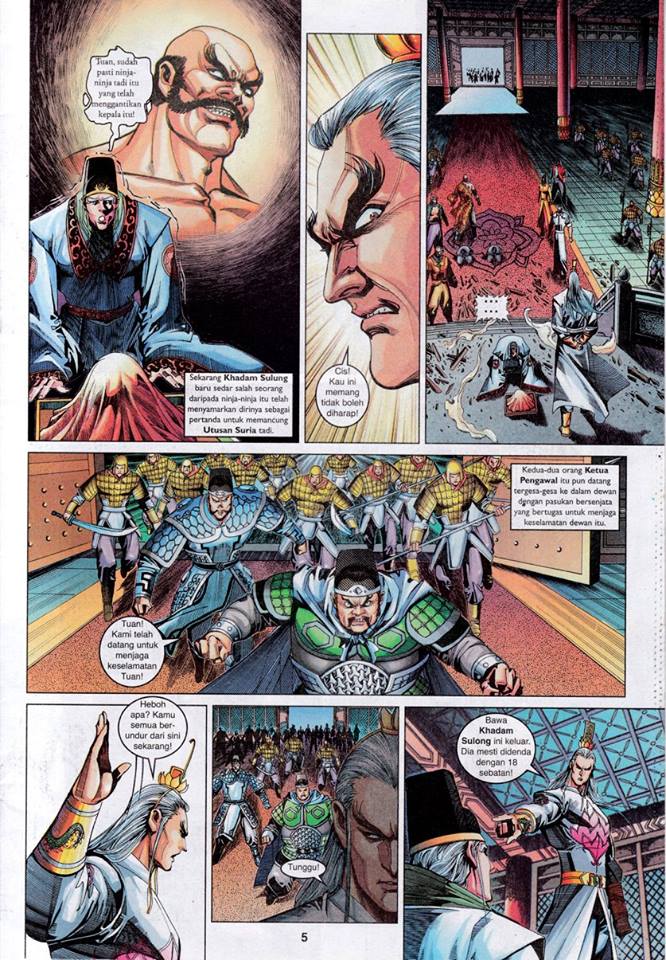 Tuan, sudah
pasti ninja-
ninja tadi itu
yang telah
menggantikan
kepala itu!
Sekarang Khadam Sulung
baru sedar salah seorang
daripada ninja-ninja itu telah
menyamarkan dirinya sebagai
pertanda untuk memancung
Utusan Suria tadi.
Cis!
Kau ini
memang
tidak boleh
diharap!
......
......
Kedua-dua orang Ketua
Pengawal itu pun datang
tergesa-gesa ke dalam dewan
dengan pasukan bersenjata
yang bertugas untuk menjaga
keselamatan dewan itu.
Tuan!
Kami telah
datang untuk
menjaga
keselamatan
Tuan!
Heboh
apa? Kamu
semua ber-
undur dari sini
sekarang!
Tunggu!
Bawa
Khadam
Sulong ini keluar.
Dia mesti didenda
dengan 18
sebatan!
5